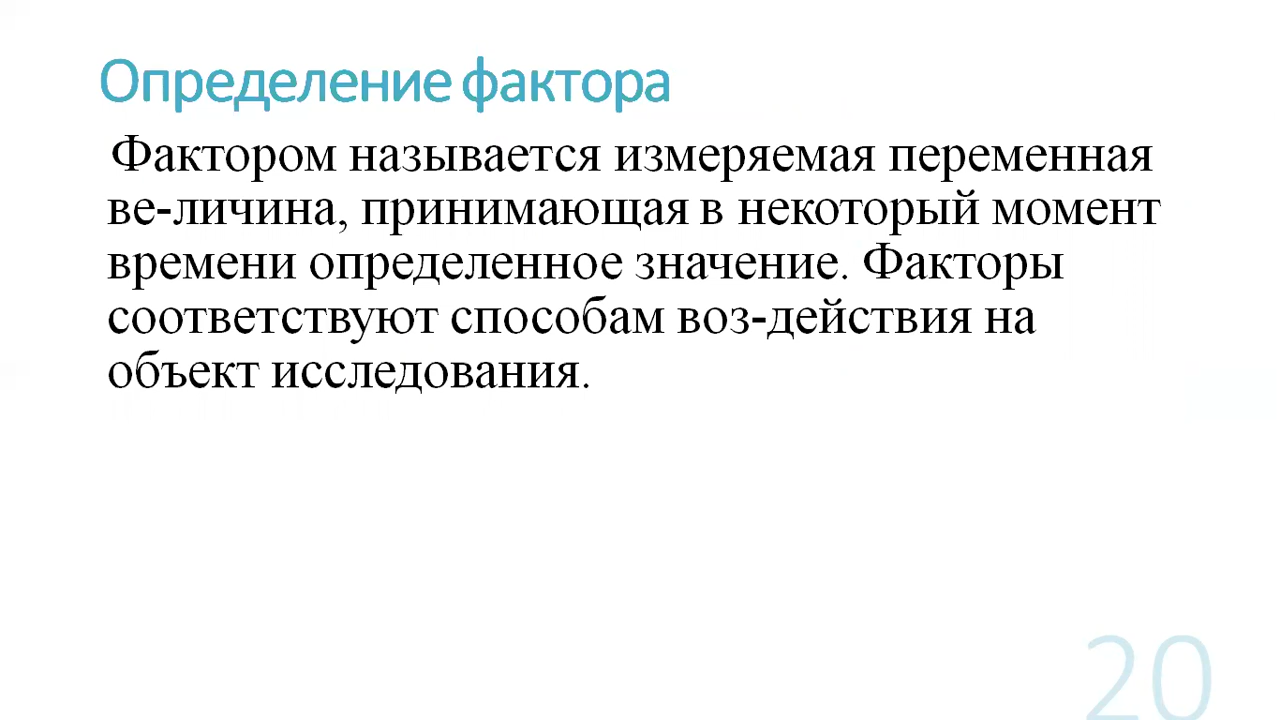 Определение фактора
Фактором называется измеряемая переменная
ве-личина, принимающая в некоторый момент
времени определенное значение. Факторы
соответствуют способам воз-действия на
объект исследования.
20